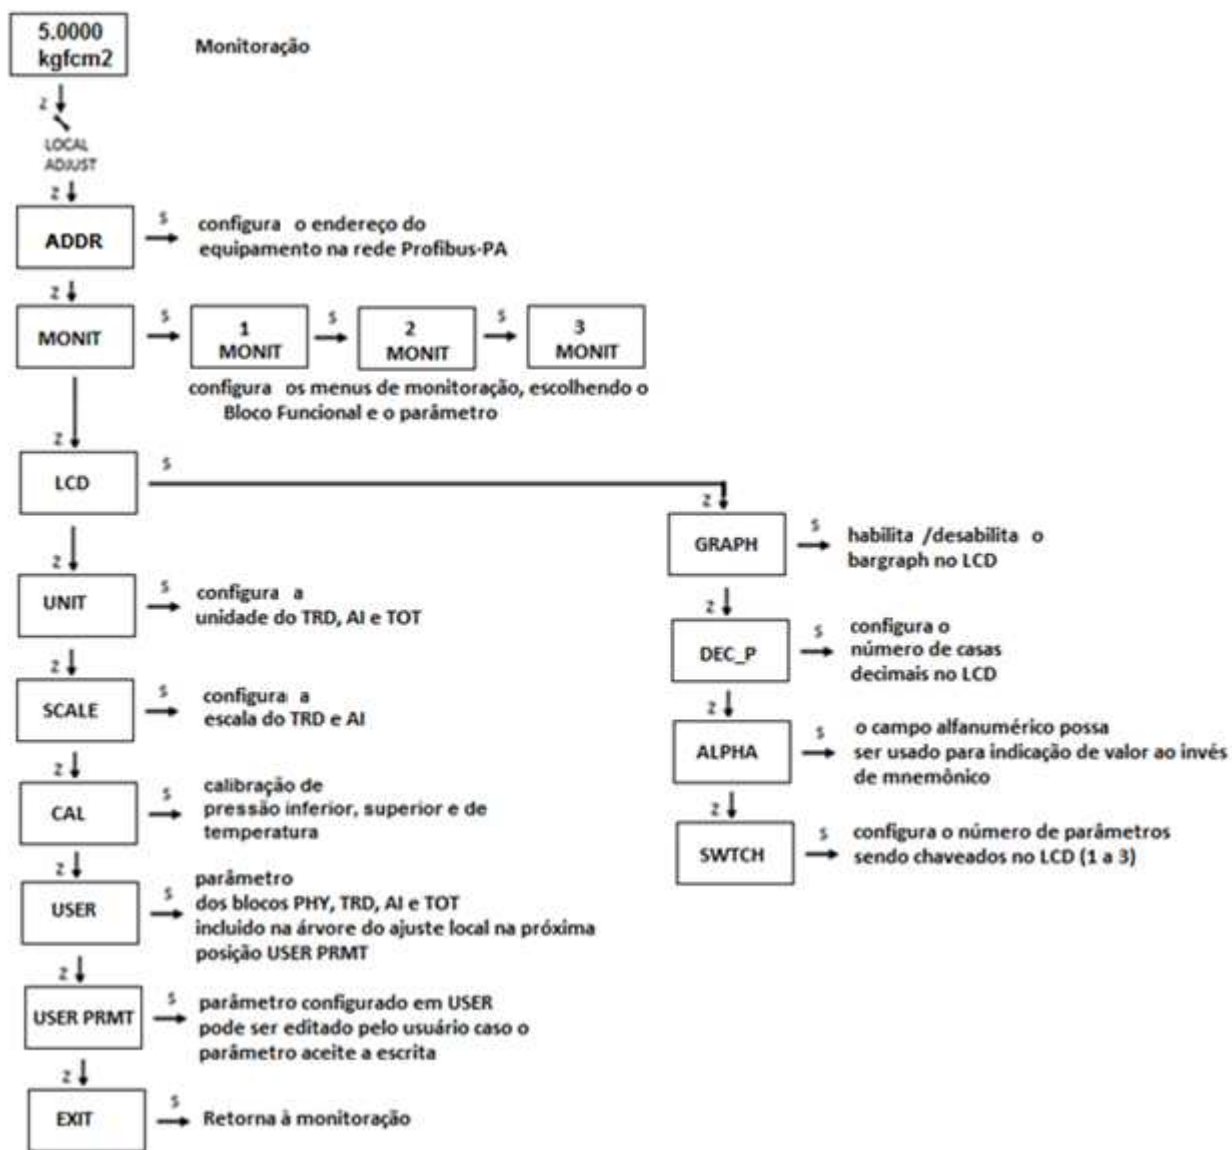 5.0000
kgfcm2
Monitoração
Z
LOCAL
ADJUST
Z
ADDR
S
configura o endereço do
equipamento na rede Profibus-PA
Z
MONIT
S
1
MONIT
S
2
MONIT
S
3
MONIT
configura os menus de monitoração, escolhendo o
Bloco Funcional e o parâmetro
Z
LCD
S
Z
GRAPH
S
habilita /desabilita o
bargraph no LCD
Z
DEC_P
S
configura o
número de casas
decimais no LCD
Z
ALPHA
S
o campo alfanumérico possa
ser usado para indicação de valor ao invés
de mnemônico
Z
SWTCH
S
configura o número de parâmetros
sendo chaveados no LCD (1 a 3)
Z
UNIT
S
configura a
unidade do TRD, AI e TOT
Z
SCALE
S
configura a
escala do TRD e AI
Z
CAL
S
calibração de
pressão inferior, superior e de
temperatura
Z
USER
S
parâmetro
dos blocos PHY, TRD, AI e TOT
incluido na árvore do ajuste local na próxima
posição USER PRMT
Z
USER PRMT
S
parâmetro configurado em USER
pode ser editado pelo usuário caso o
parâmetro aceite a escrita
Z
EXIT
S
Retorna à monitoração